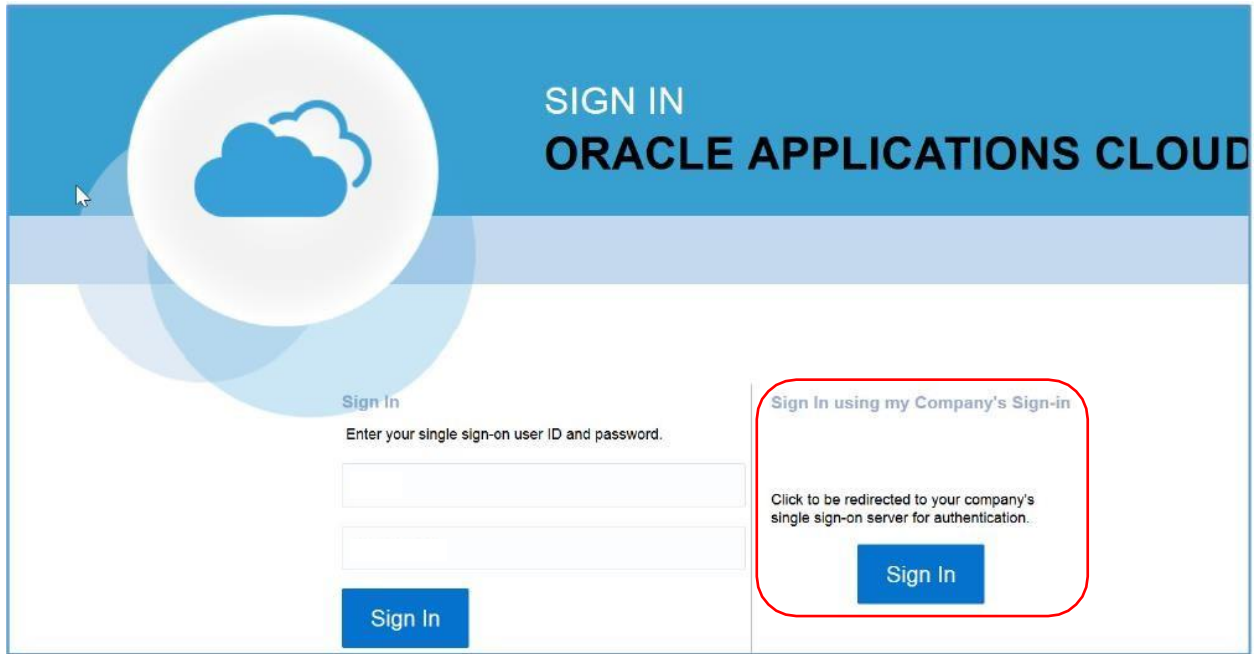 SIGN IN
ORACLE APPLICATIONS CLOUD
Sign In
Enter your single sign-on user ID and password.
Sign In
Sign In using my Company's Sign-in
Click to be redirected to your company's
single sign-on server for authentication.
Sign In